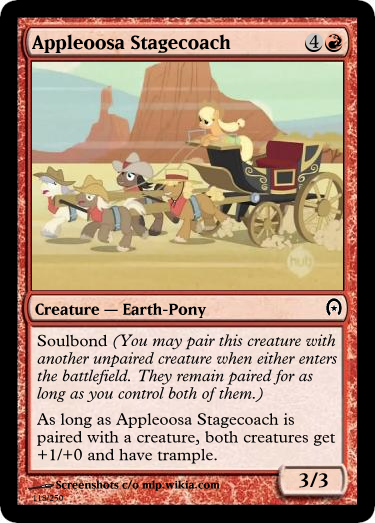 Appleoosa Stagecoach 4
hub
Creature — Earth-Pony
Soulbond (You may pair this creature with
another unpaired creature when either enters
the battlefield. They remain paired for as
long as you control both of them.)
As long as Appleoosa Stagecoach is
paired with a creature, both creatures get
+1/+0 and have trample.
Screenshots c/o mlp.wikia.com
3/3
113/250